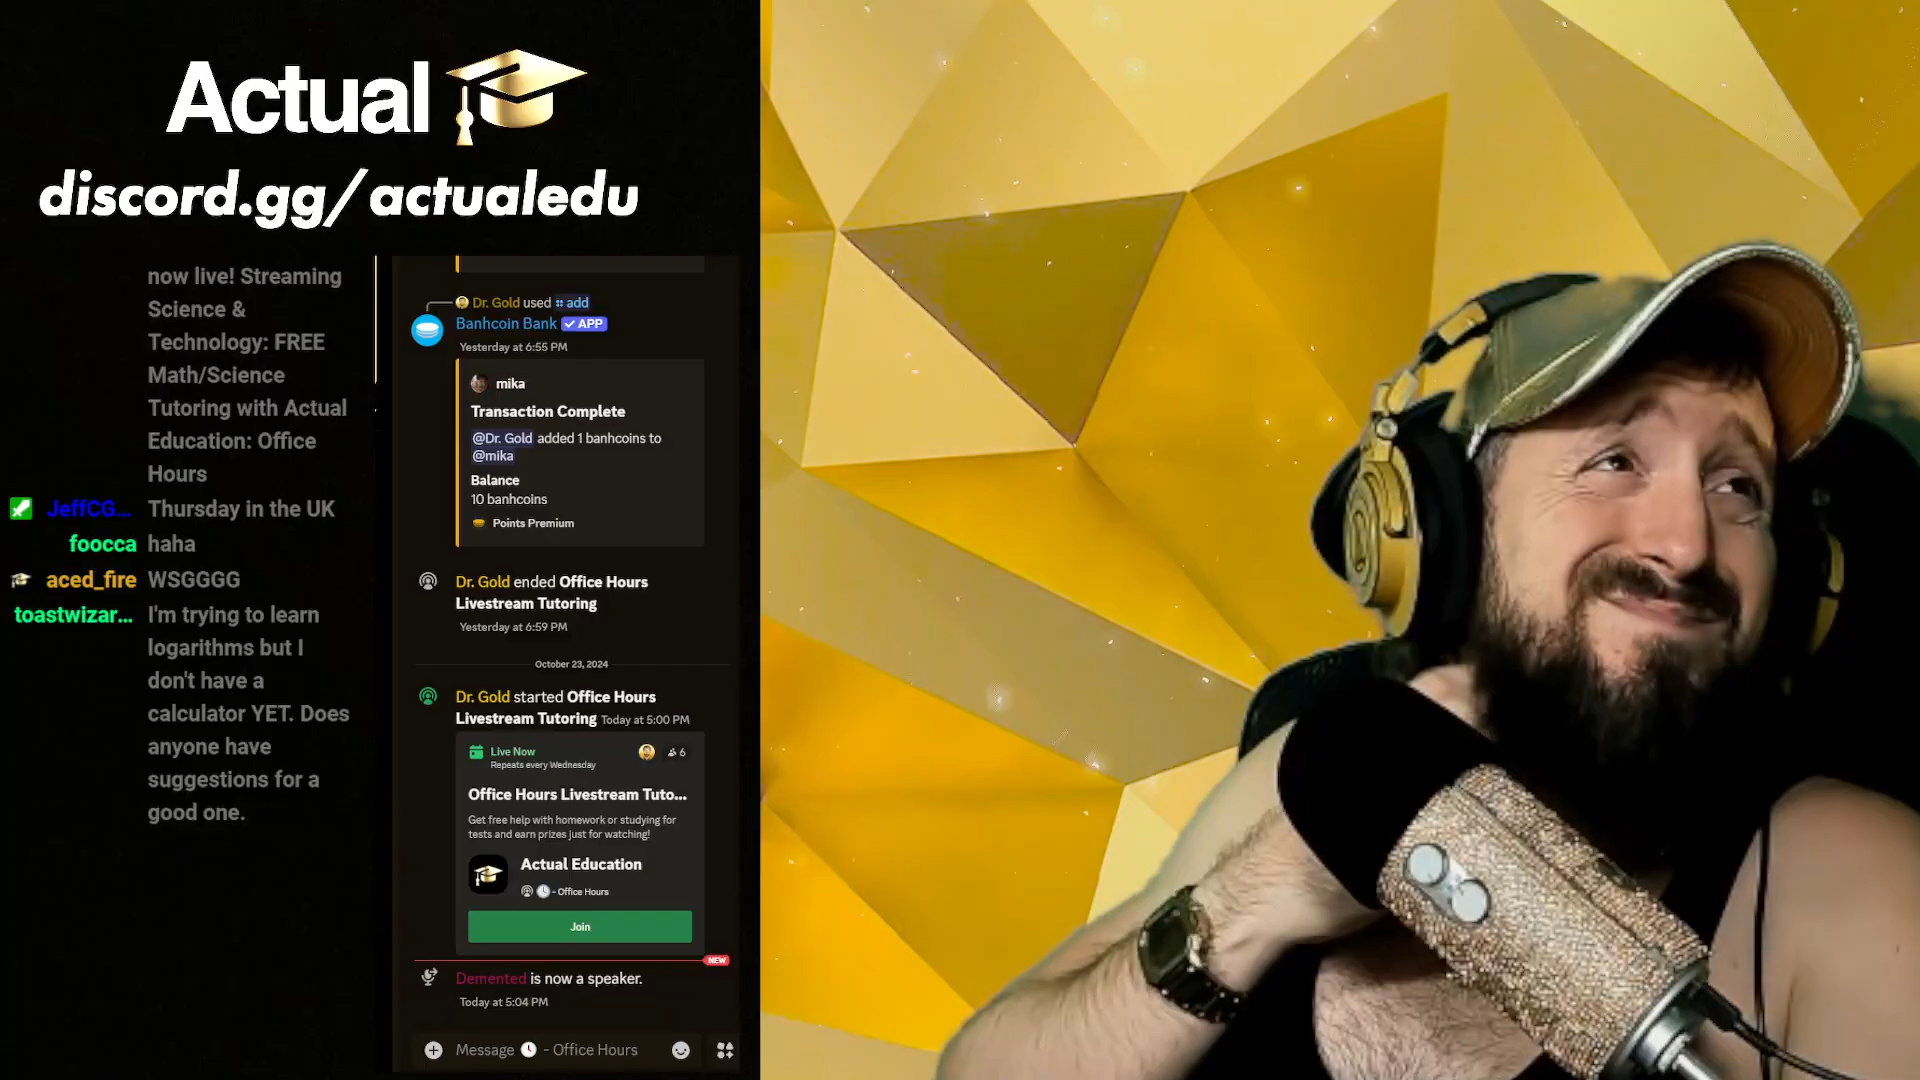 Actual
discord.gg/actualedu
now live! Streaming
Science &
Technology: FREE
Math/Science
Tutoring with Actual
Education: Office
Hours
JeffCG... Thursday in the UK
foocca haha
aced_fire WSGGGG
toastwizar... I'm trying to learn
logarithms but I
don't have a
calculator YET. Does
anyone have
suggestions for a
good one.
Dr. Gold used add
Banhcoin Bank APP
Yesterday at 6:55 PM
mika
Transaction Complete
@Dr. Gold added 1 banhcoins to
@mika
Balance
10 banhcoins
Points Premium
Dr. Gold ended Office Hours
Livestream Tutoring
Yesterday at 6:59 PM
October 23, 2024
Dr. Gold started Office Hours
Livestream Tutoring Today at 5:00 PM
Live Now
6
Repeats every Wednesday
Office Hours Livestream Tuto...
Get free help with homework or studying for
tests and earn prizes just for watching!
Actual Education
- Office Hours
Join
NEW
Demented is now a speaker.
Today at 5:04 PM
Message - Office Hours